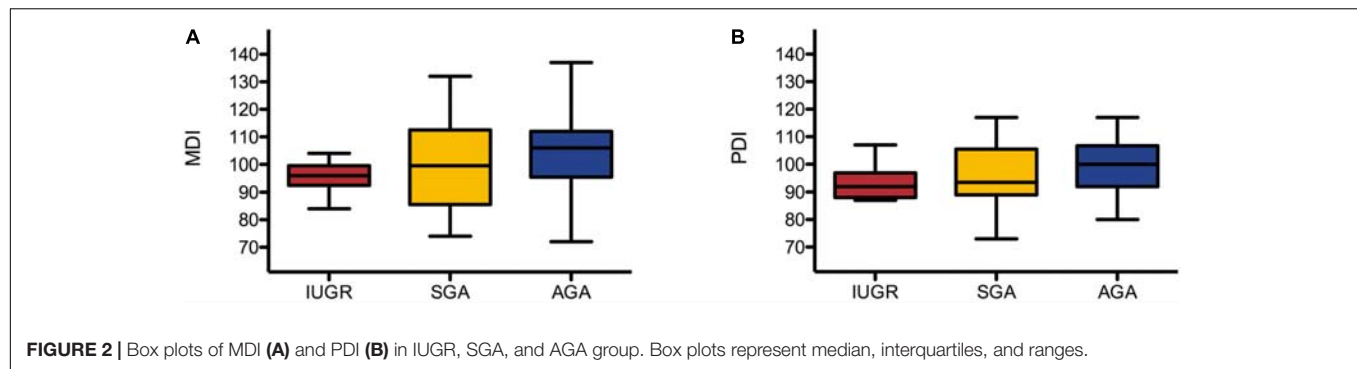 A
MDI
140
130
120
110
100
90
80
70
IUGR SGA AGA
B
PDI
140
130
120
110
100
90
80
70
IUGR SGA AGA
FIGURE 2 | Box plots of MDI (A) and PDI (B) in IUGR, SGA, and AGA group. Box plots represent median, interquartiles, and ranges.